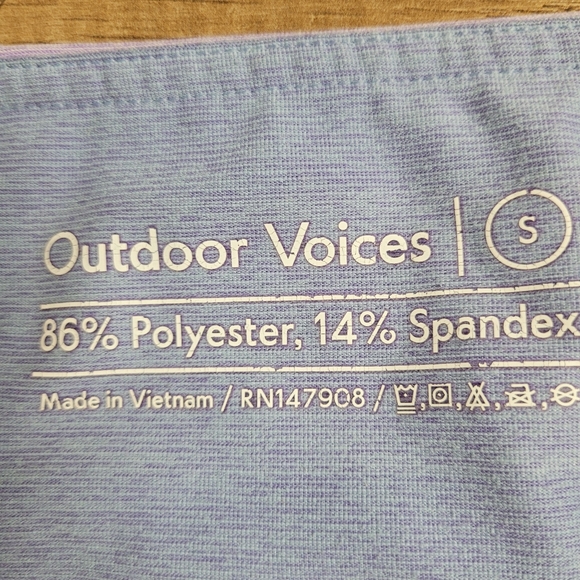 Outdoor Voices | S
86% Polyester, 14% Spandex
Made in Vietnam / RN147908 /